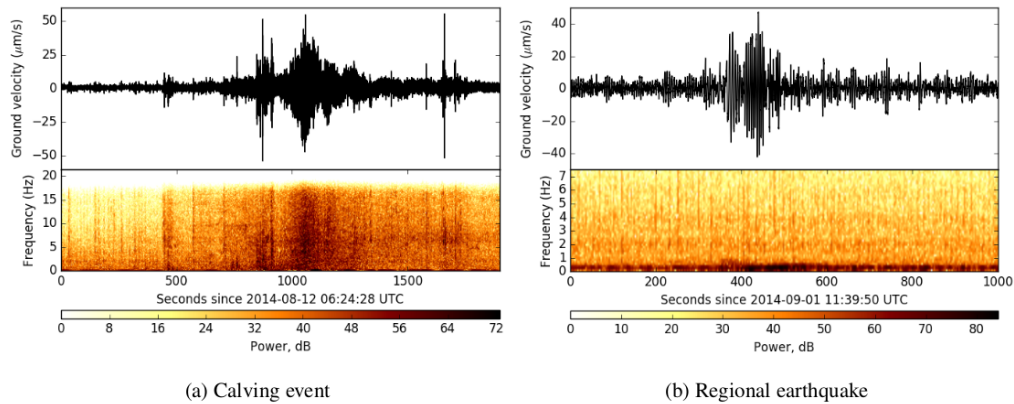 Ground velocity (μm/s)
50
25
0
−25
−50
Frequency (Hz)
20
15
10
5
0
0 500 1000 1500
Seconds since 2014-08-12 06:24:28 UTC
0 8 16 24 32 40 48 56 64 72
Power, dB
(a) Calving event
Ground velocity (μm/s)
40
20
0
−20
−40
Frequency (Hz)
7
6
5
4
3
2
1
0
0 200 400 600 800 1000
Seconds since 2014-09-01 11:39:50 UTC
0 10 20 30 40 50 60 70 80
Power, dB
(b) Regional earthquake